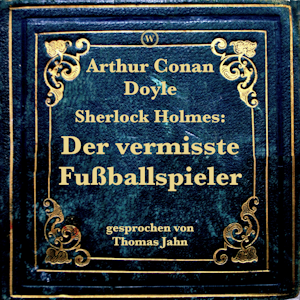 W
Arthur Conan
Doyle
Sherlock Holmes:
Der vermisste
Fußballspieler
gesprochen von
Thomas Jahn